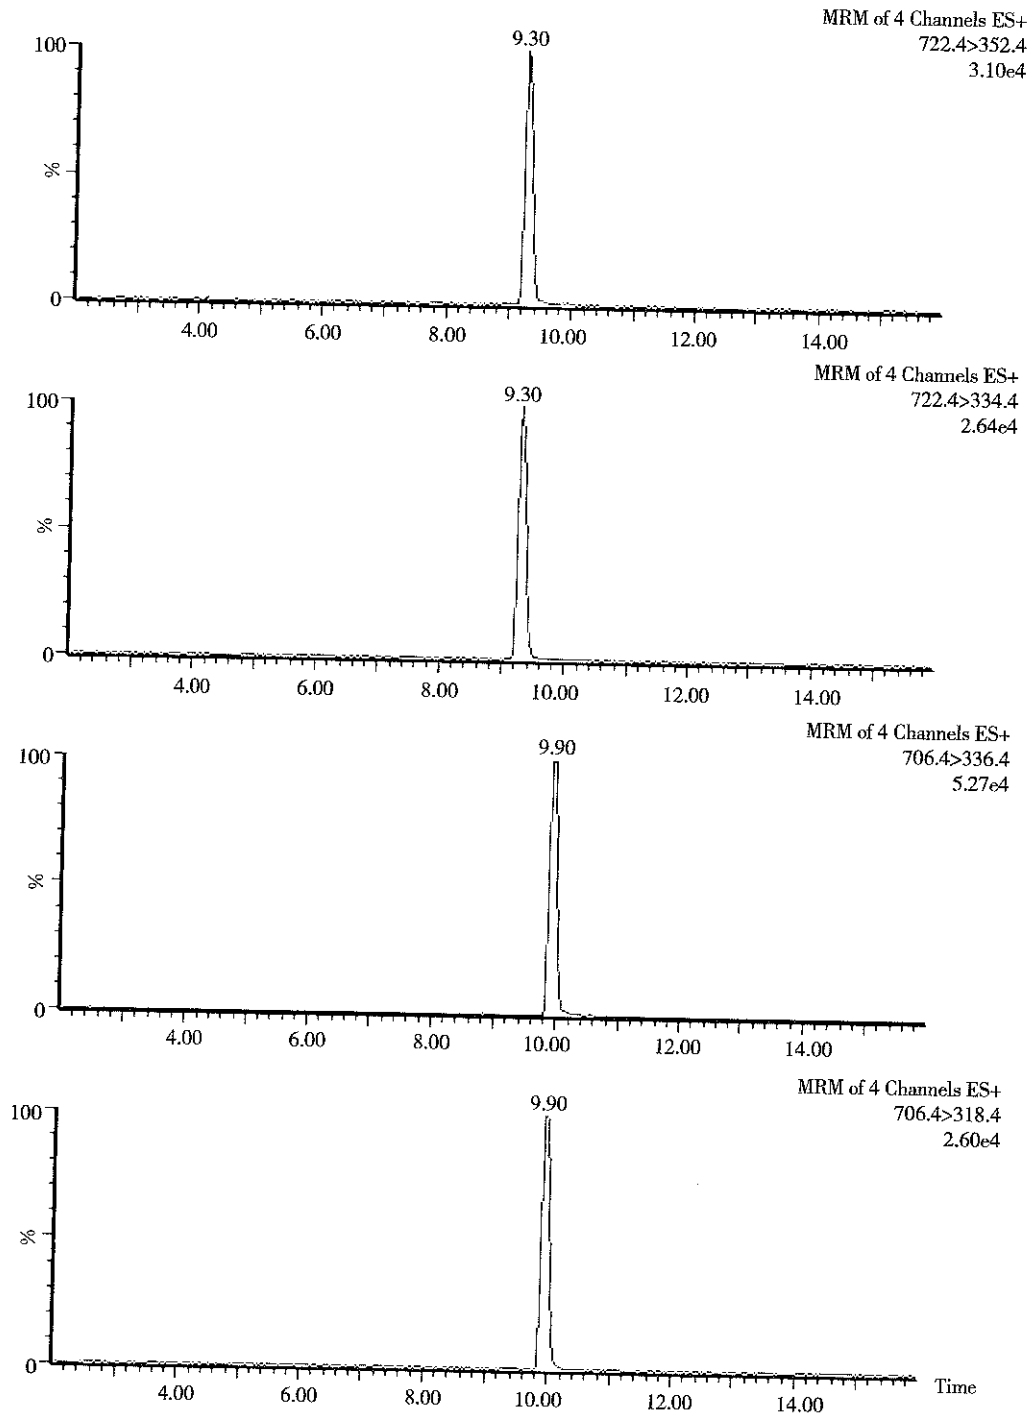 MRM of 4 Channels ES+
722.4>352.4
3.10e4
9.30
100
%
0
4.00 6.00 8.00 10.00 12.00 14.00
MRM of 4 Channels ES+
722.4>334.4
2.64e4
9.30
100
%
0
4.00 6.00 8.00 10.00 12.00 14.00
MRM of 4 Channels ES+
706.4>336.4
5.27e4
9.90
100
%
0
4.00 6.00 8.00 10.00 12.00 14.00
MRM of 4 Channels ES+
706.4>318.4
2.60e4
9.90
100
%
0
4.00 6.00 8.00 10.00 12.00 14.00 Time